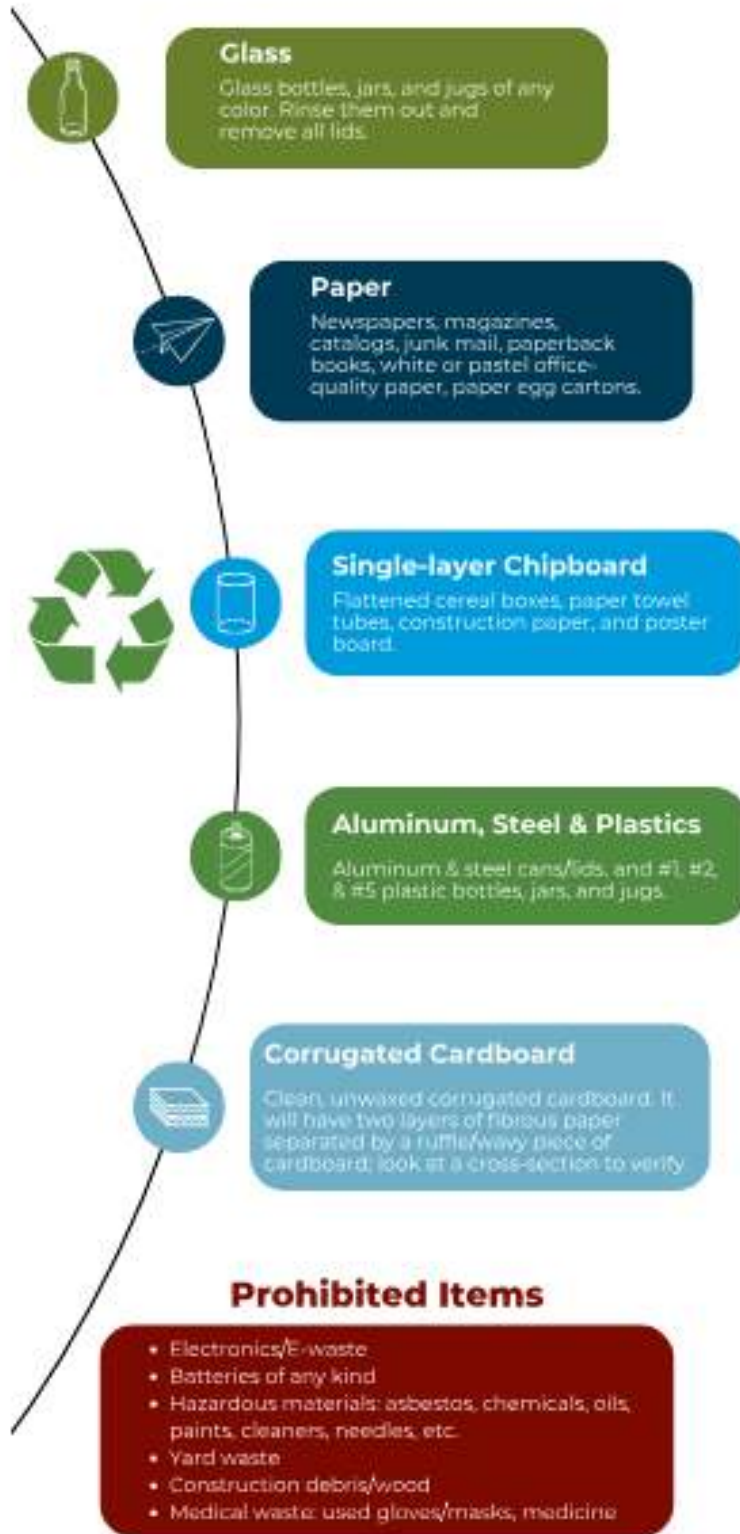 Glass
Glass bottles, jars, and jugs of any
color. Rinse them out and
remove all lids.
Paper
Newspapers, magazines,
catalogs, junk mail, paperback
books, white or pastel office-
quality paper, paper egg cartons.
Single-layer Chipboard
Flattened cereal boxes, paper towel
tubes, construction paper, and poster
board.
Aluminum, Steel & Plastics
Aluminum & steel cans/lids, and #1, #2,
& #5 plastic bottles, jars, and jugs.
Corrugated Cardboard
Clean, unwaxed corrugated cardboard. It
will have two layers of fibrous paper
separated by a ruffle/wavy piece of
cardboard; look at a cross-section to verify
Prohibited Items
• Electronics/E-waste
• Batteries of any kind
• Hazardous materials: asbestos, chemicals, oils,
paints, cleaners, needles, etc.
• Yard waste
• Construction debris/wood
• Medical waste: used gloves/masks, medicine